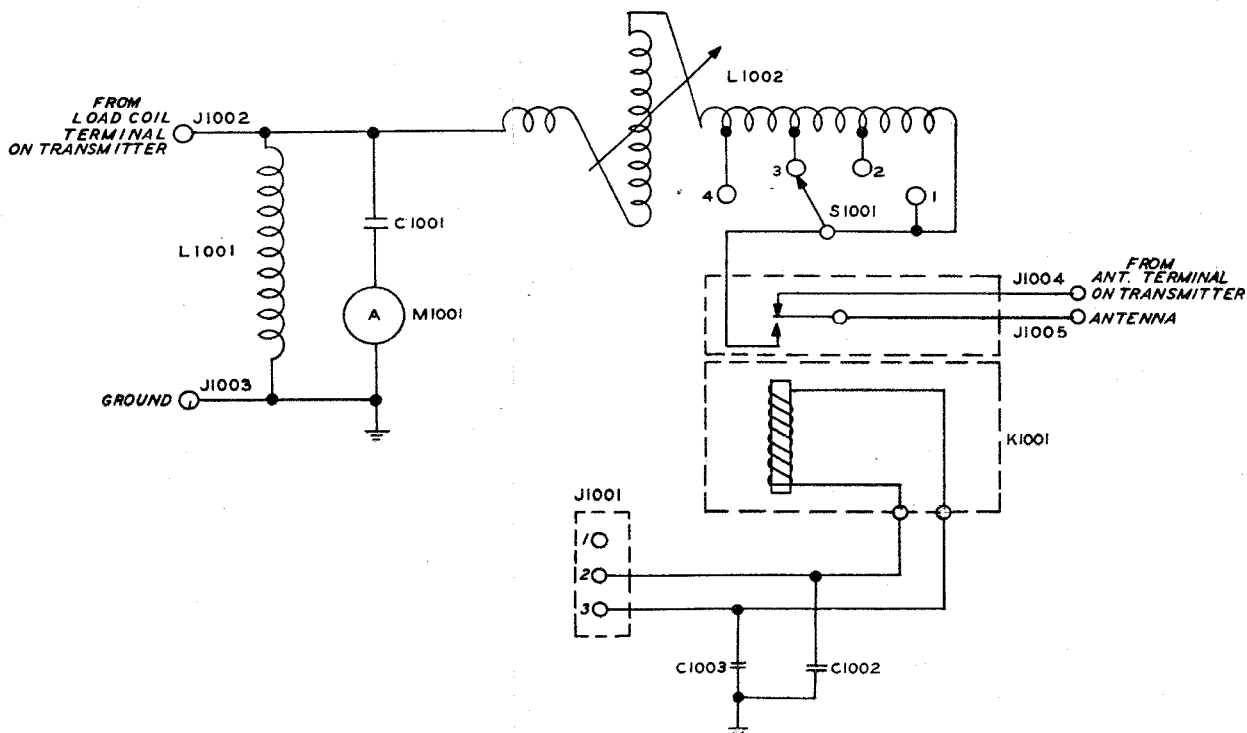 L1002
FROM
LOAD COIL
TERMINAL
ON TRANSMITTER
J1002
4
3
2
1
S1001
C1001
L1001
A
M1001
J1004
FROM
ANT. TERMINAL
ON TRANSMITTER
J1005
ANTENNA
GROUND
J1003
K1001
J1001
1
2
3
C1003
C1002